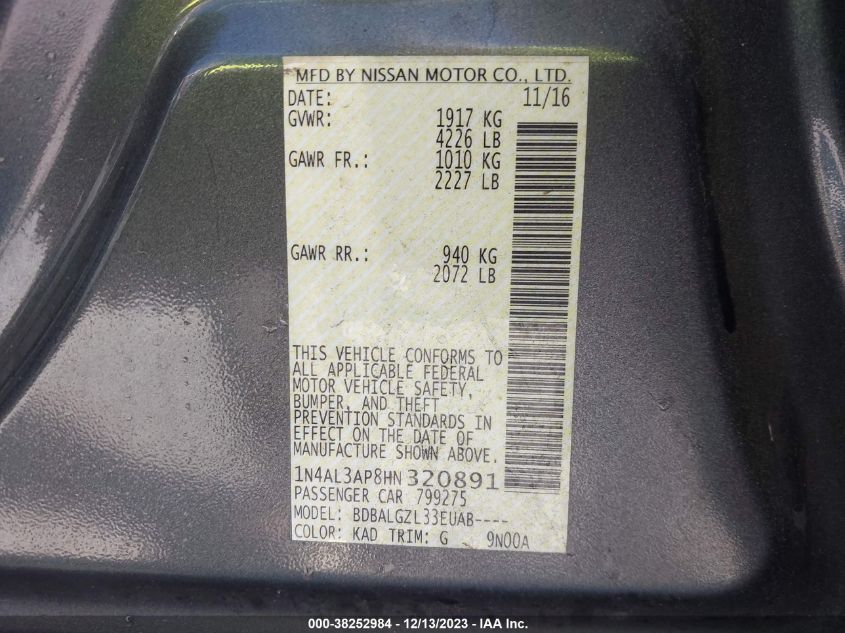 MFD BY NISSAN MOTOR CO., LTD.
DATE: 11/16
GVWR: 1917 KG
4226 LB
GAWR FR.: 1010 KG
2227 LB
GAWR RR.: 940 KG
2072 LB
THIS VEHICLE CONFORMS TO
ALL APPLICABLE FEDERAL
MOTOR VEHICLE SAFETY,
BUMPER, AND THEFT
PREVENTION STANDARDS IN
EFFECT ON THE DATE OF
MANUFACTURE SHOWN ABOVE.
1N4AL3AP8HN320891
PASSENGER CAR 799275
MODEL: BDBALGZL33EUAB----
COLOR: KAD TRIM: G 9N00A
000-38252984 - 12/13/2023 - IAA Inc.